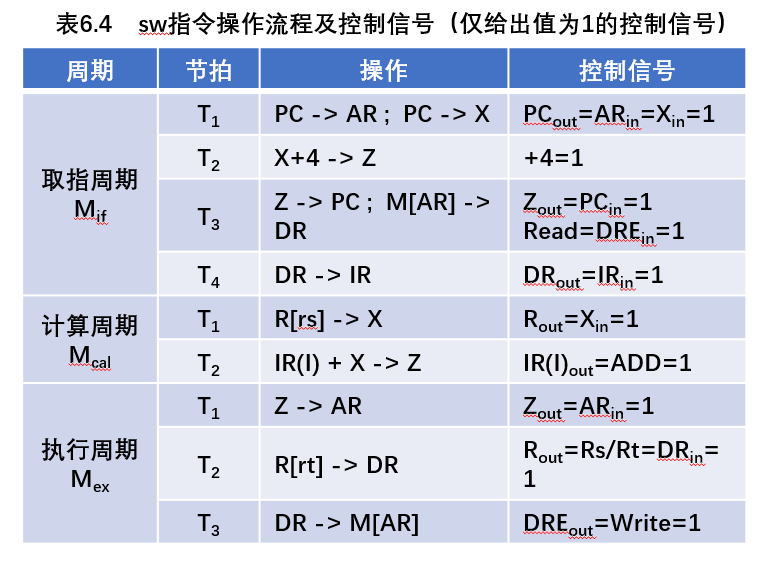 表6.4 sw指令操作流程及控制信号（仅给出值为1的控制信号）
周期 节拍 操作 控制信号
取指周期
Mif
T1 PC -> AR； PC -> X PCout=ARin=Xin=1
T2 X+4 -> Z +4=1
T3 Z -> PC； M[AR] ->
DR
Zout=PCin=1
Read=DREin=1
T4 DR -> IR DRout=IRin=1
计算周期
Mcal
T1 R[rs] -> X Rout=Xin=1
T2 IR(I) + X -> Z IR(I)out=ADD=1
执行周期
Mex
T1 Z -> AR Zout=ARin=1
T2 R[rt] -> DR Rout=Rs/Rt=DRin=
1
T3 DR -> M[AR] DREout=Write=1